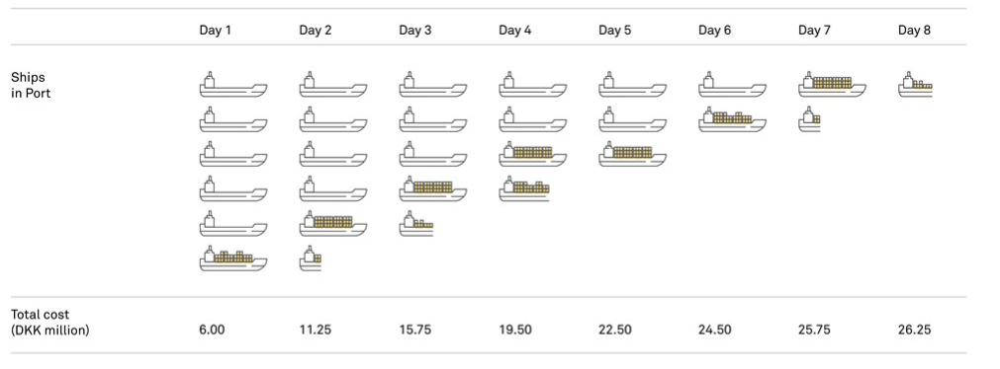 Day 1 Day 2 Day 3 Day 4 Day 5 Day 6 Day 7 Day 8
Ships
in Port
Total cost
(DKK million) 6.00 11.25 15.75 19.50 22.50 24.50 25.75 26.25